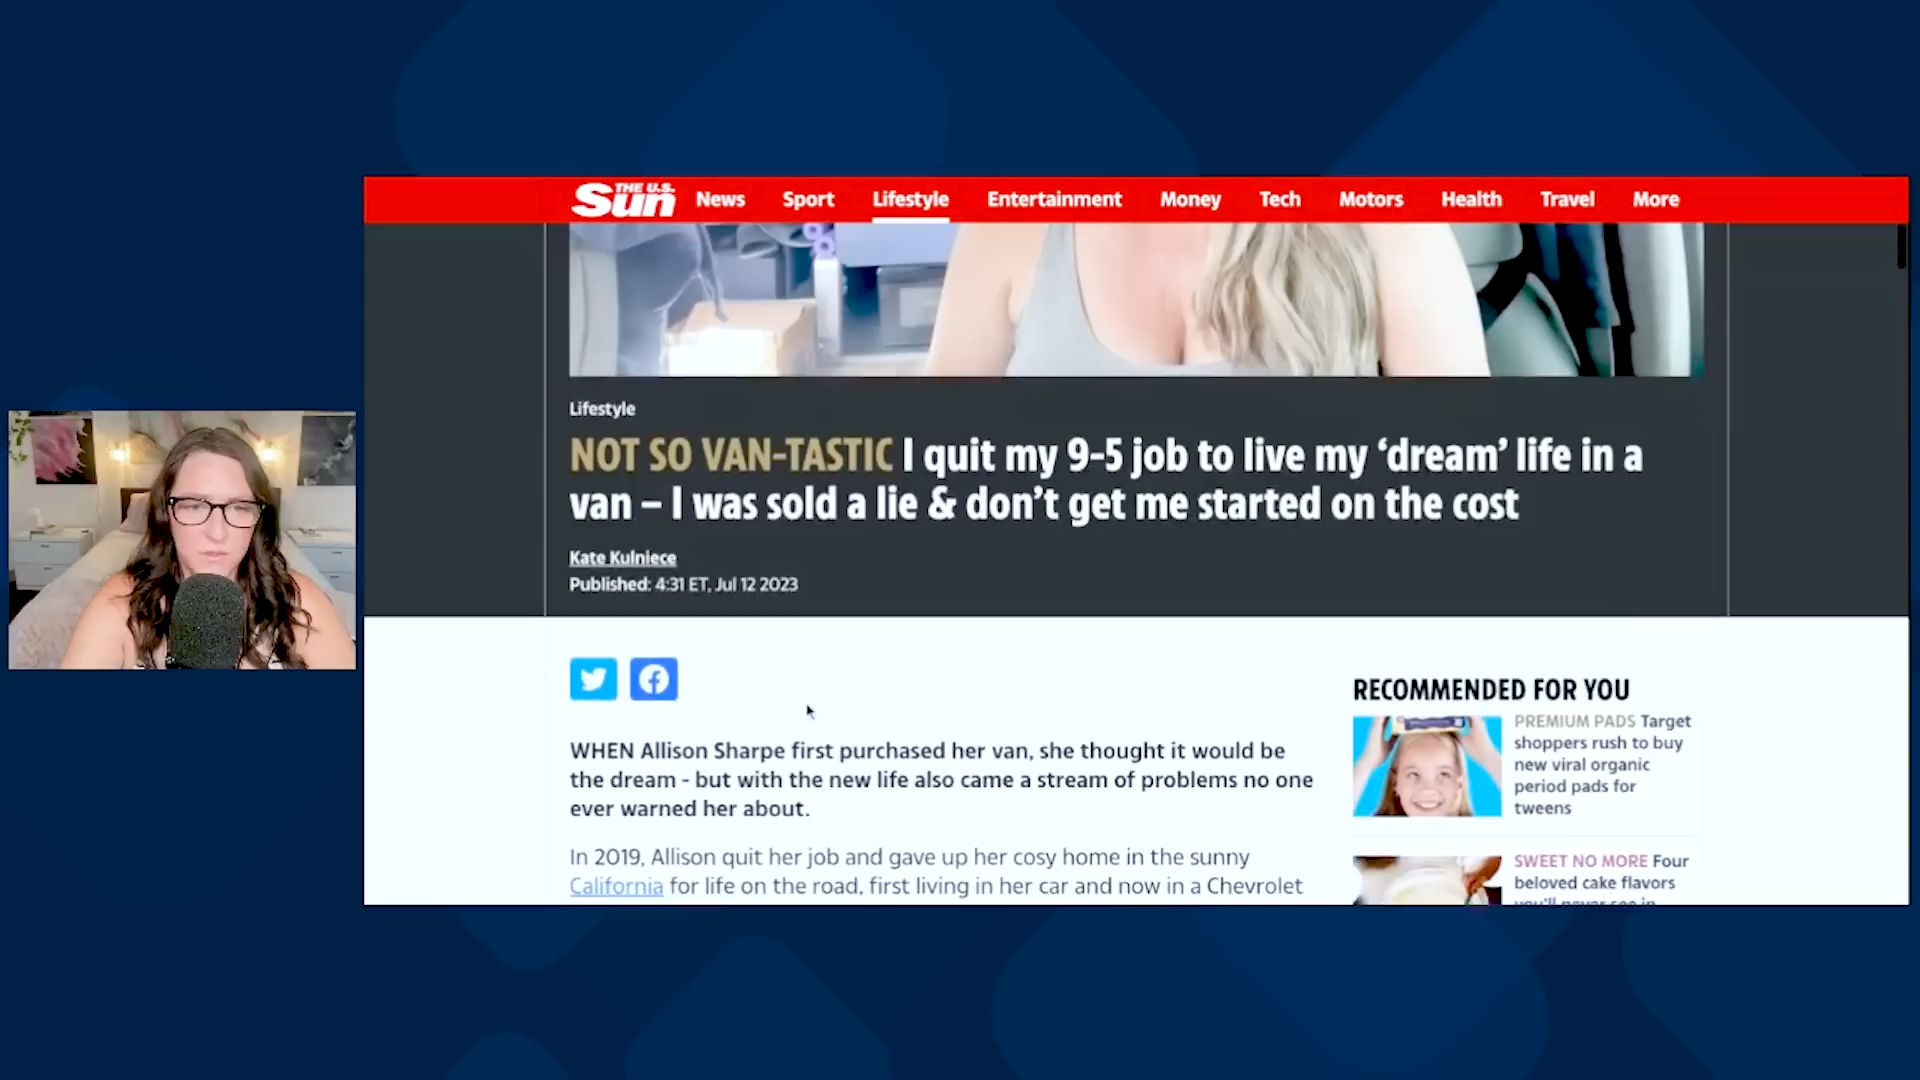 THE U.S.
Sun
News Sport Lifestyle Entertainment Money Tech Motors Health Travel More
Lifestyle
NOT SO VAN-TASTIC I quit my 9-5 job to live my ‘dream’ life in a
van – I was sold a lie & don’t get me started on the cost
Kate Kulniece
Published: 4:31 ET, Jul 12 2023
WHEN Allison Sharpe first purchased her van, she thought it would be
the dream - but with the new life also came a stream of problems no one
ever warned her about.
In 2019, Allison quit her job and gave up her cosy home in the sunny
California for life on the road, first living in her car and now in a Chevrolet
RECOMMENDED FOR YOU
PREMIUM PADS Target
shoppers rush to buy
new viral organic
period pads for
tweens
SWEET NO MORE Four
beloved cake flavors
you'll never see in